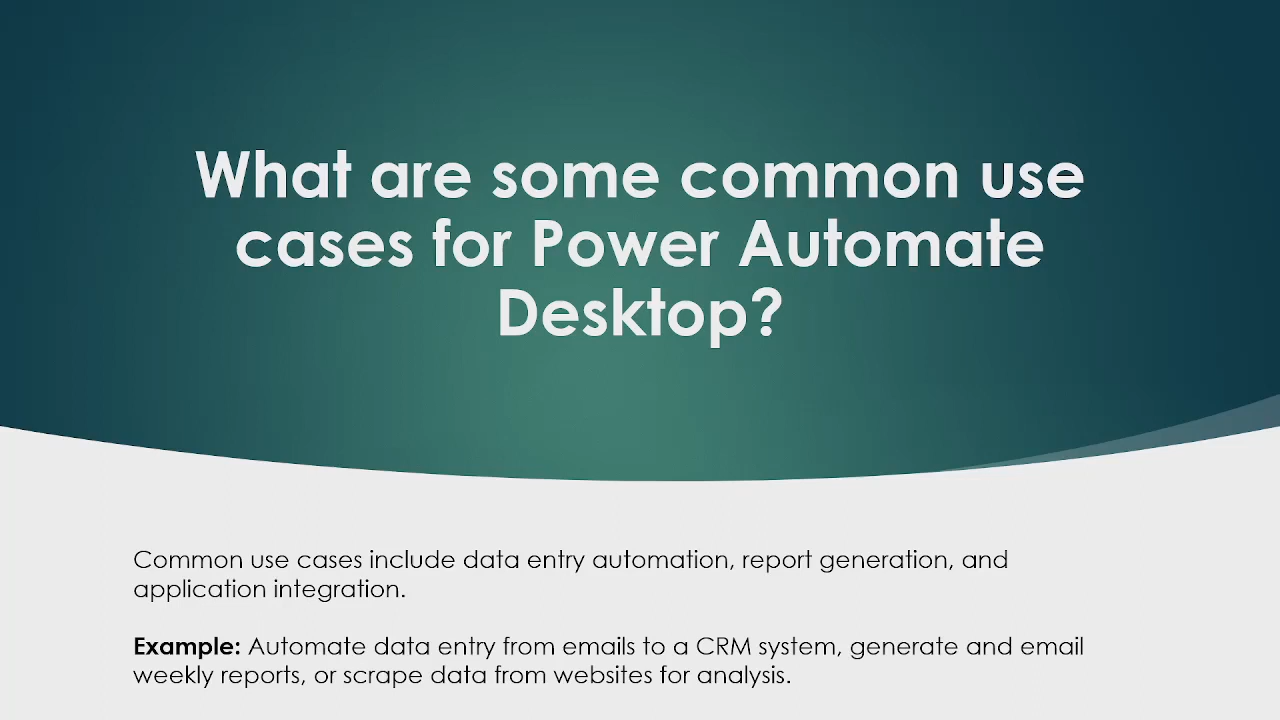 What are some common use
cases for Power Automate
Desktop?
Common use cases include data entry automation, report generation, and
application integration.
Example: Automate data entry from emails to a CRM system, generate and email
weekly reports, or scrape data from websites for analysis.